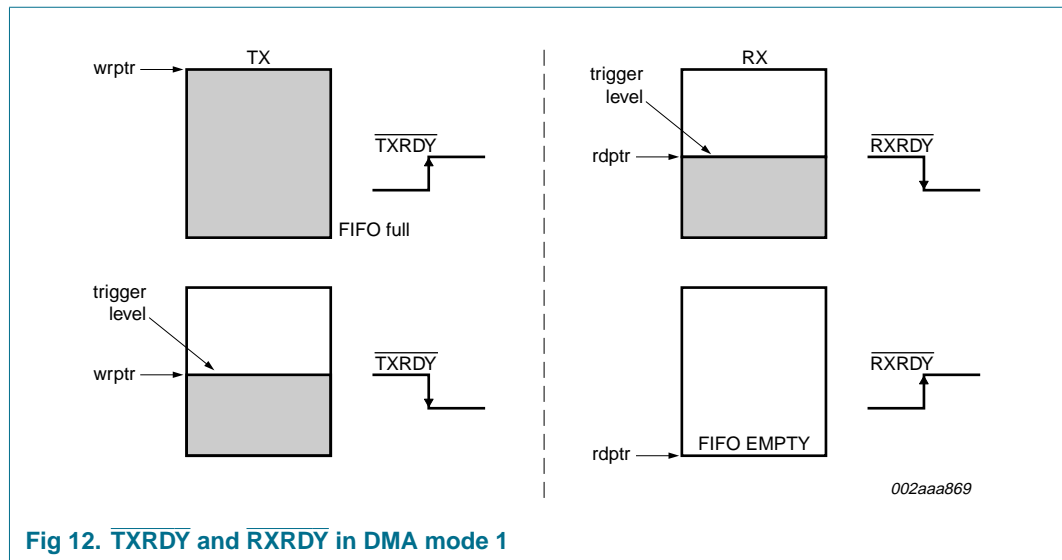 TX
wrptr
TXRDY
FIFO full
trigger
level
wrptr
TXRDY
RX
trigger
level
rdptr
RXRDY
RXRDY
FIFO EMPTY
rdptr
002aaa869
Fig 12. TXRDY and RXRDY in DMA mode 1